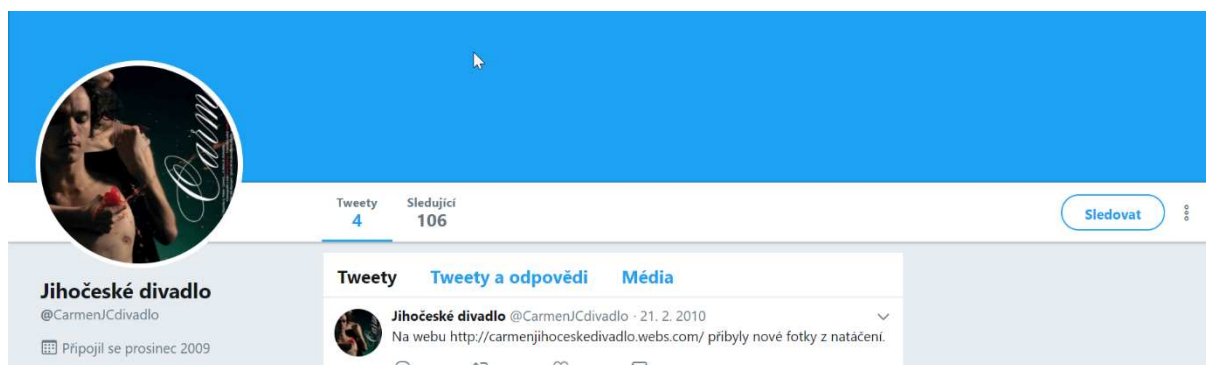 Carm
Tweety
4
Sledující
106
Sledovat
Jihočeské divadlo
@CarmenJCdivadlo
Připojil se prosinec 2009
Tweety Tweety a odpovědi Média
Jihočeské divadlo @CarmenJCdivadlo · 21. 2. 2010
Na webu http://carmenjihoceskedivadlo.webs.com/ přibyly nové fotky z natáčení.